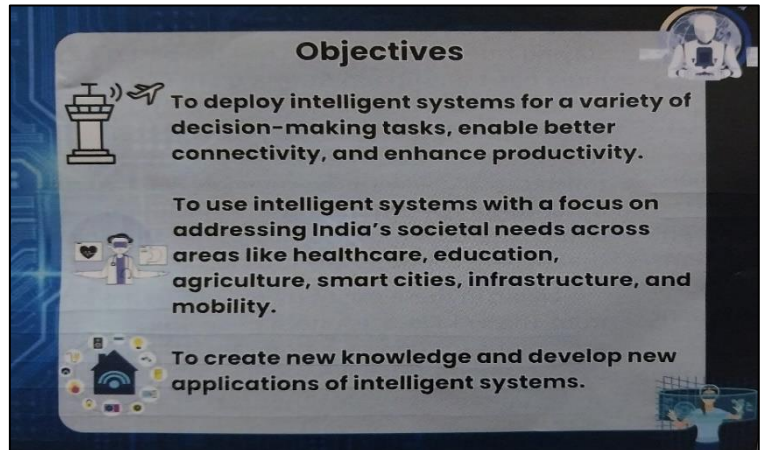 Objectives
To deploy intelligent systems for a variety of
decision-making tasks, enable better
connectivity, and enhance productivity.
To use intelligent systems with a focus on
addressing India's societal needs across
areas like healthcare, education,
agriculture, smart cities, infrastructure, and
mobility.
To create new knowledge and develop new
applications of intelligent systems.